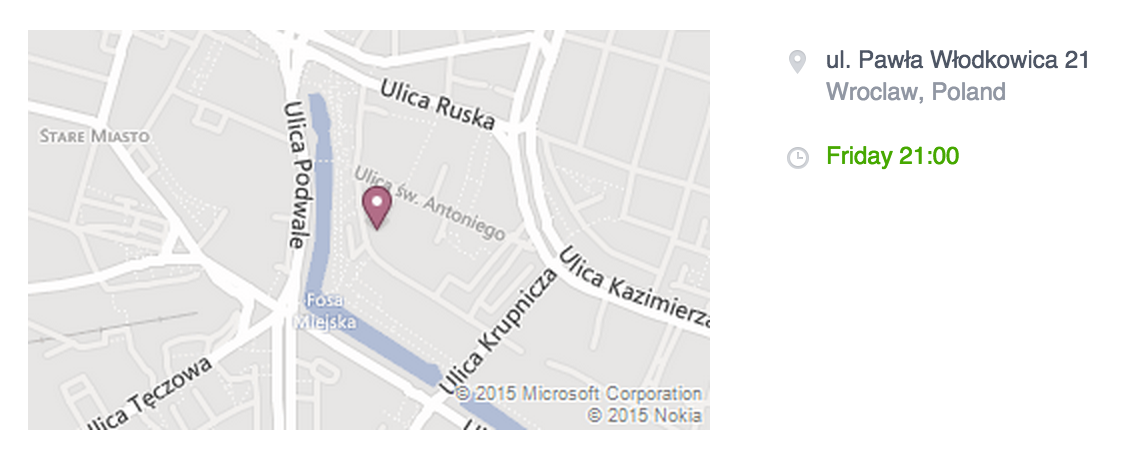 Ulica Ruska
Ulica Podwale
STARE MIASTO
Ulica św. Antoniego
Ulica Kazimierza
Fosa
Miejska
Ulica Krupnicza
lica Tęczowa
© 2015 Microsoft Corporation
© 2015 Nokia
ul. Pawła Włodkowica 21
Wroclaw, Poland
Friday 21:00